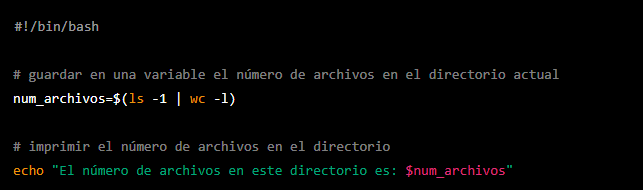 #!/bin/bash
# guardar en una variable el número de archivos en el directorio actual
num_archivos=$(ls -1 | wc -l)
# imprimir el número de archivos en el directorio
echo "El número de archivos en este directorio es: $num_archivos"